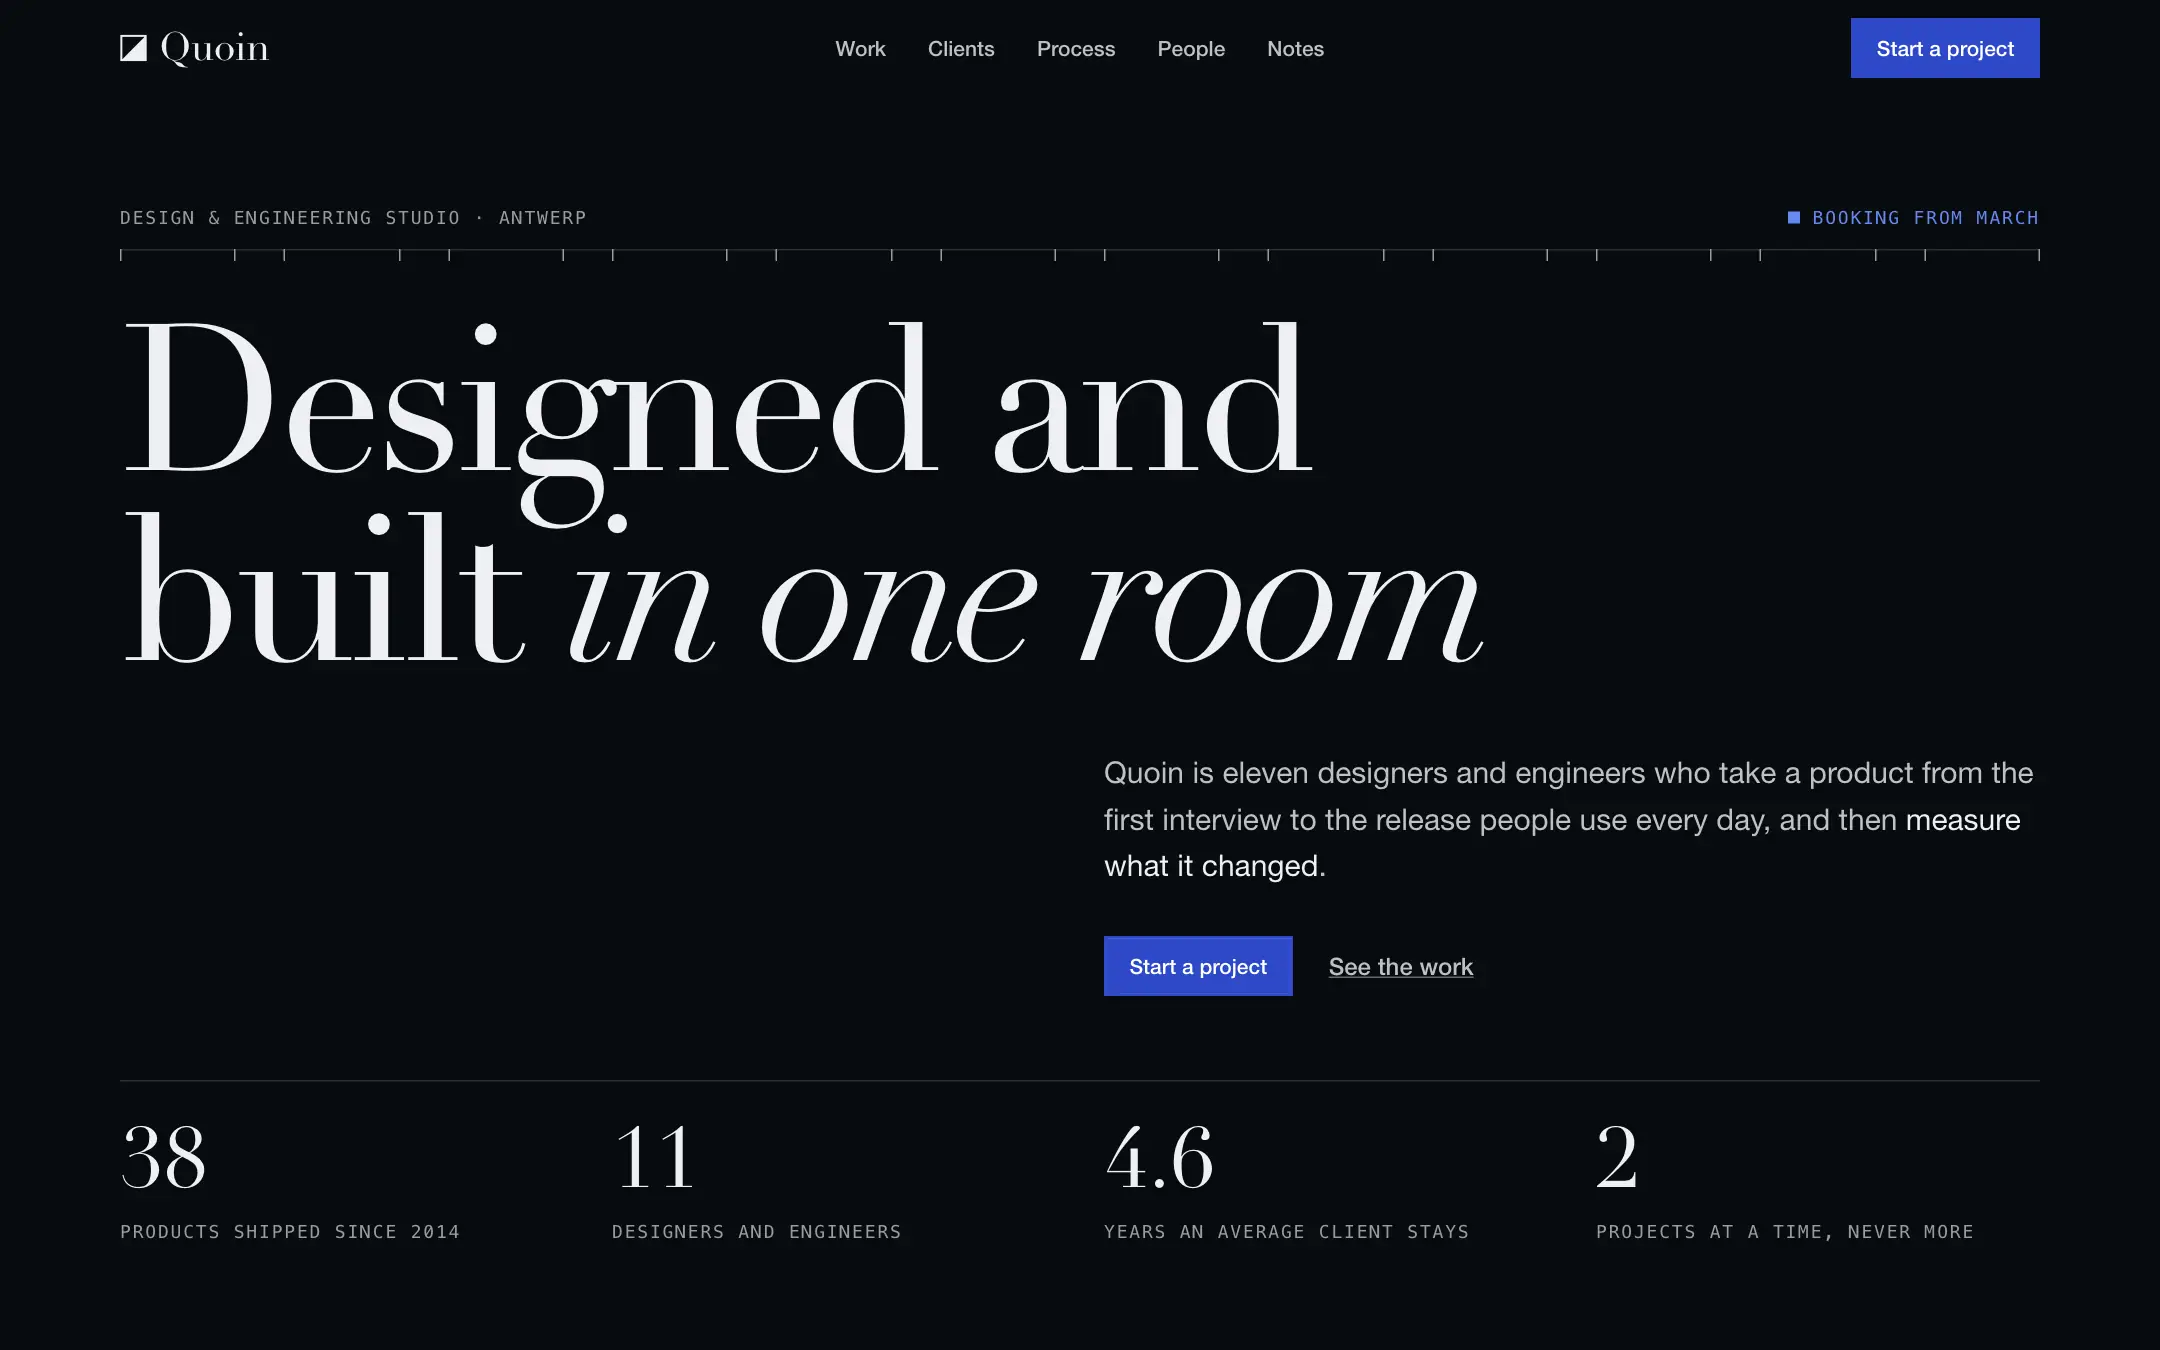 Quoin
Work
Clients
Process
People
Notes
Start a project
DESIGN & ENGINEERING STUDIO · ANTWERP
BOOKING FROM MARCH
Designed and
built in one room
Quoin is eleven designers and engineers who take a product from the
first interview to the release people use every day, and then measure
what it changed.
Start a project
See the work
38
PRODUCTS SHIPPED SINCE 2014
11
DESIGNERS AND ENGINEERS
4.6
YEARS AN AVERAGE CLIENT STAYS
2
PROJECTS AT A TIME, NEVER MORE